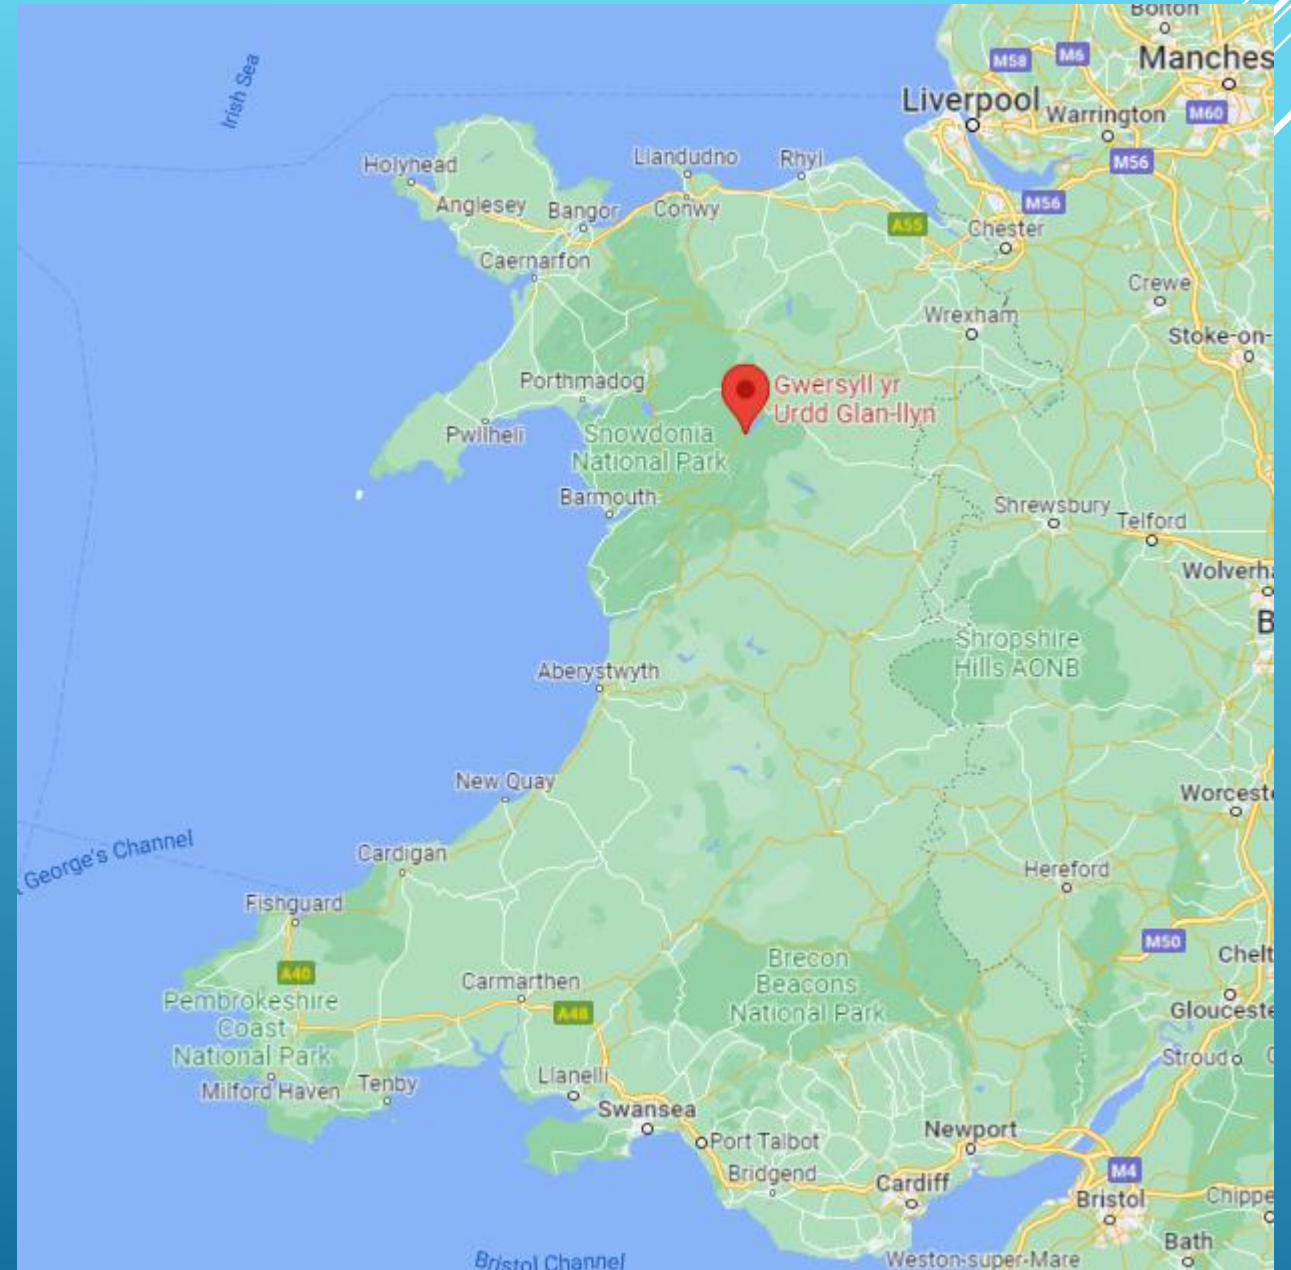 Bolton
M58
M6
Manches
Irish Sea
Liverpool
Warrington
M60
Holyhead
Llandudno
Rhyl
M56
Anglesey
Bangor
Conwy
A55
M56
Chester
Caernarfon
Crewe
Wrexham
Stoke-on-
Porthmadog
Gwersyll yr
Urdd Glan-llyn
Pwllheli
Snowdonia
National Park
Barmouth
Shrewsbury
Telford
Wolverha
B
Shropshire
Hills AONB
Aberystwyth
New Quay
Worceste
George's Channel
Cardigan
Hereford
Fishguard
M50
Chelt
A40
Brecon
Beacons
National Park
Carmarthen
A48
Pembrokeshire
Coast
National Park
Glouceste
Stroud
Milford Haven
Tenby
Llanelli
Swansea
Port Talbot
Newport
Bridgend
Cardiff
M4
Bristol
Chippe
Bath
Bristol Channel
Weston-super-Mare